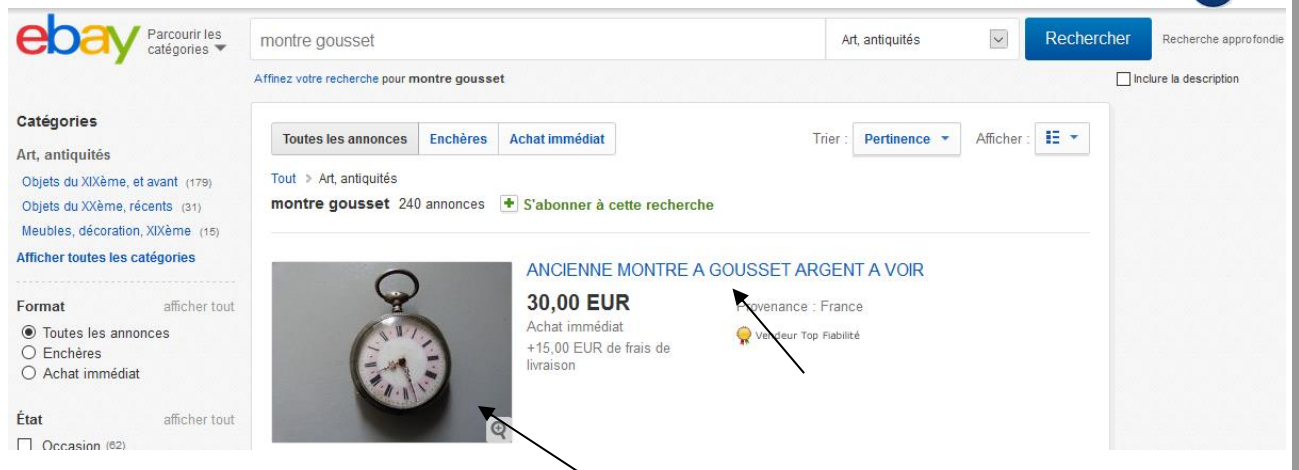 ebay
Parcourir les
catégories
montre gousset
Art, antiquités
Rechercher
Recherche approfondie
Affinez votre recherche pour montre gousset
Inclure la description
Catégories
Art, antiquités
Objets du XIXème, et avant (179)
Objets du XXème, récents (31)
Meubles, décoration, XIXème (15)
Afficher toutes les catégories
Format afficher tout
Toutes les annonces
Enchères
Achat immédiat
État afficher tout
Occasion (62)
Toutes les annonces Enchères Achat immédiat
Trier : Pertinence Afficher :
Tout > Art, antiquités
montre gousset 240 annonces S'abonner à cette recherche
ANCIENNE MONTRE A GOUSSET ARGENT A VOIR
30,00 EUR
Achat immédiat
+15,00 EUR de frais de
livraison
Provenance : France
Vendeur Top Fiabilité